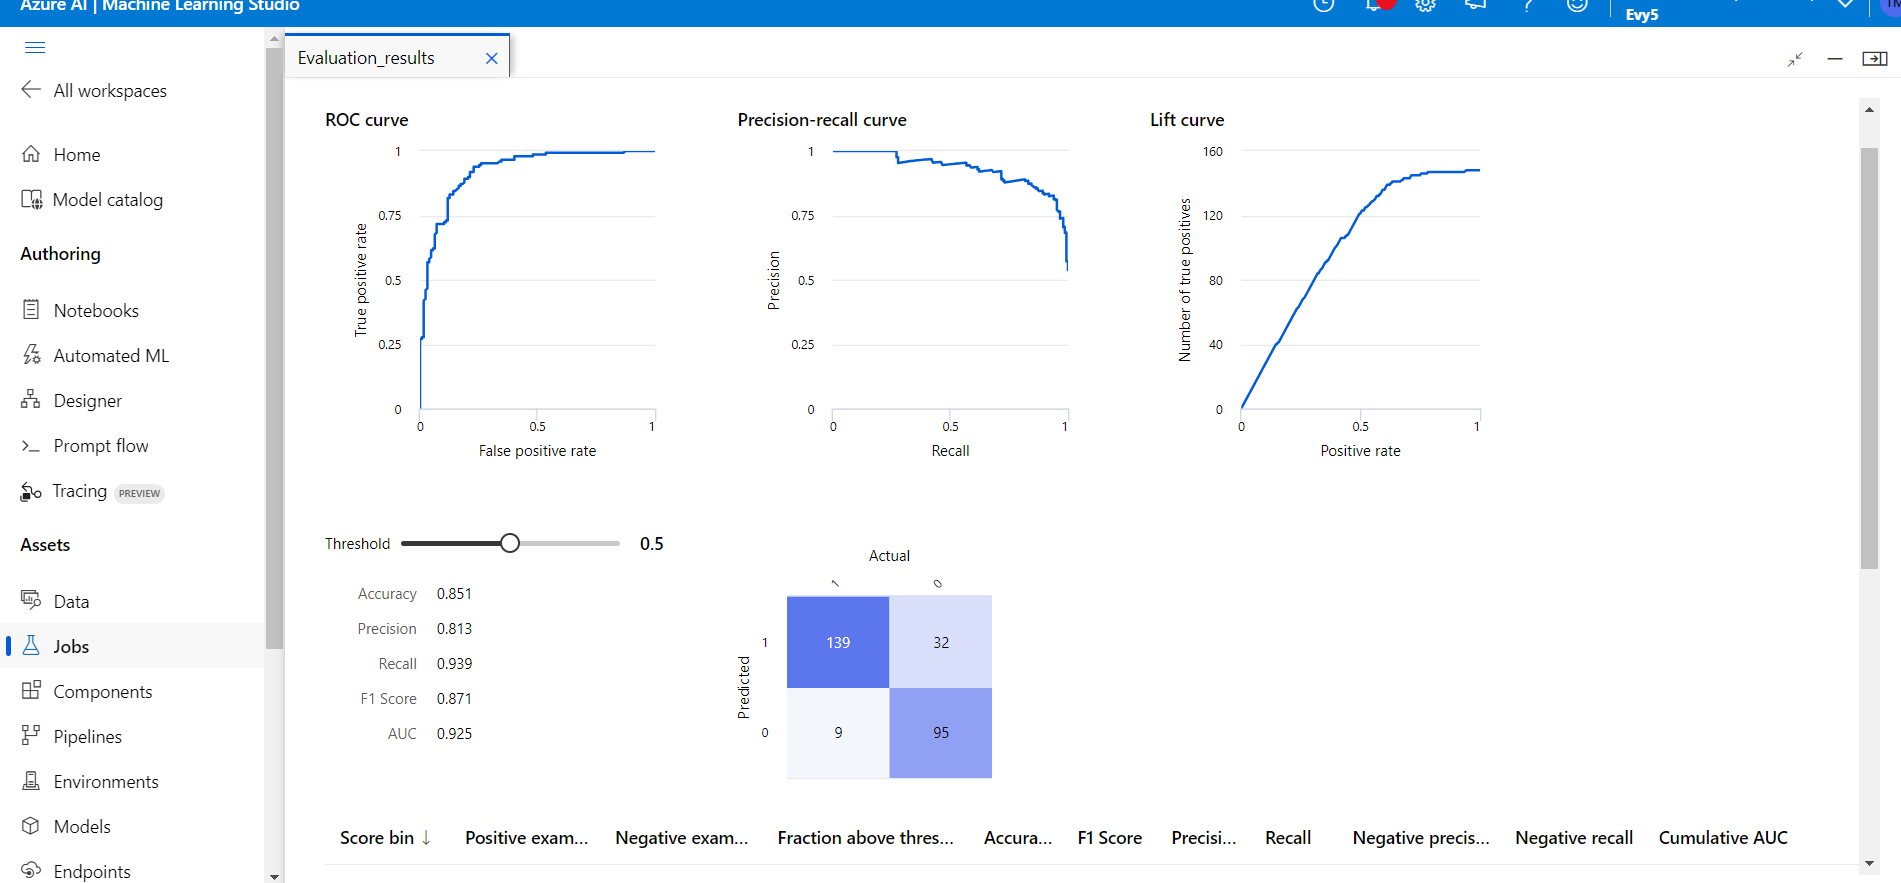 Azure AI | Machine Learning Studio
Evy5
All workspaces
Home
Model catalog
Authoring
Notebooks
Automated ML
Designer
Prompt flow
Tracing PREVIEW
Assets
Data
Jobs
Components
Pipelines
Environments
Models
Endpoints
Evaluation_results
ROC curve
1
0.75
0.5
0.25
0
True positive rate
0 0.5 1
False positive rate
Precision-recall curve
1
0.75
0.5
0.25
0
Precision
0 0.5 1
Recall
Lift curve
160
120
80
40
0
Number of true positives
0 0.5 1
Positive rate
Threshold 0.5
Accuracy 0.851
Precision 0.813
Recall 0.939
F1 Score 0.871
AUC 0.925
Actual
1 0
Predicted
1 139 32
0 9 95
Score bin ↓ Positive exam... Negative exam... Fraction above thres... Accura... F1 Score Precisi... Recall Negative precis... Negative recall Cumulative AUC